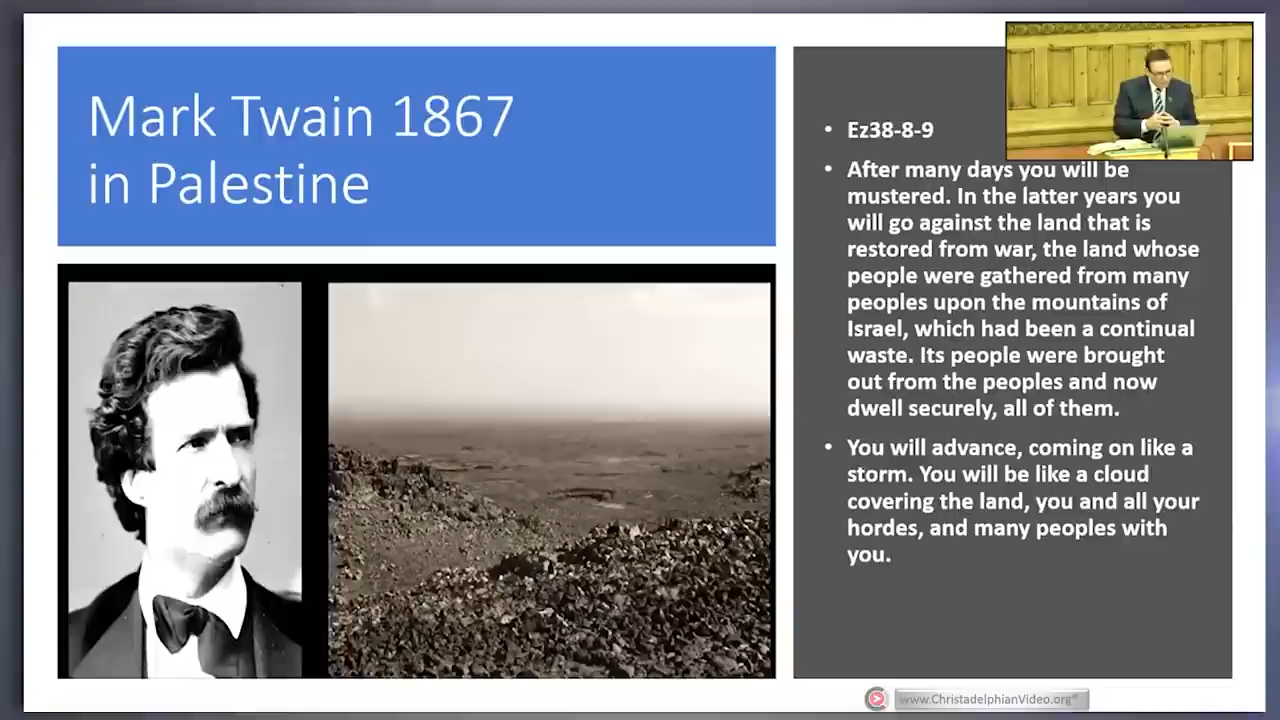 Mark Twain 1867
in Palestine
• Ez38-8-9
• After many days you will be
mustered. In the latter years you
will go against the land that is
restored from war, the land whose
people were gathered from many
peoples upon the mountains of
Israel, which had been a continual
waste. Its people were brought
out from the peoples and now
dwell securely, all of them.
• You will advance, coming on like a
storm. You will be like a cloud
covering the land, you and all your
hordes, and many peoples with
you.
www.ChristadelphianVideo.org